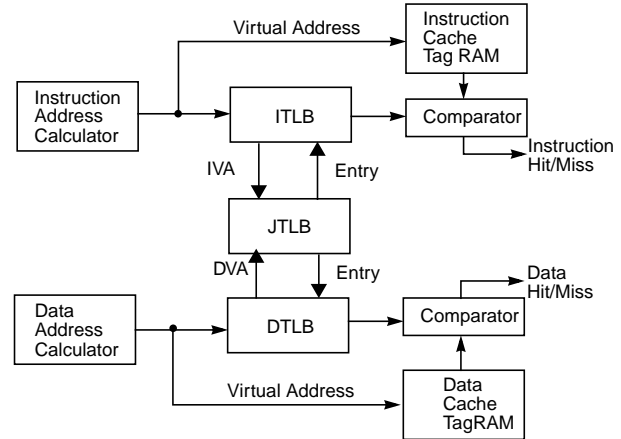 Virtual Address
Instruction
Cache
Tag RAM
Instruction
Address
Calculator
ITLB
Comparator
Instruction
Hit/Miss
IVA
Entry
JTLB
DVA
Entry
Data
Hit/Miss
Data
Address
Calculator
DTLB
Comparator
Virtual Address
Data
Cache
TagRAM